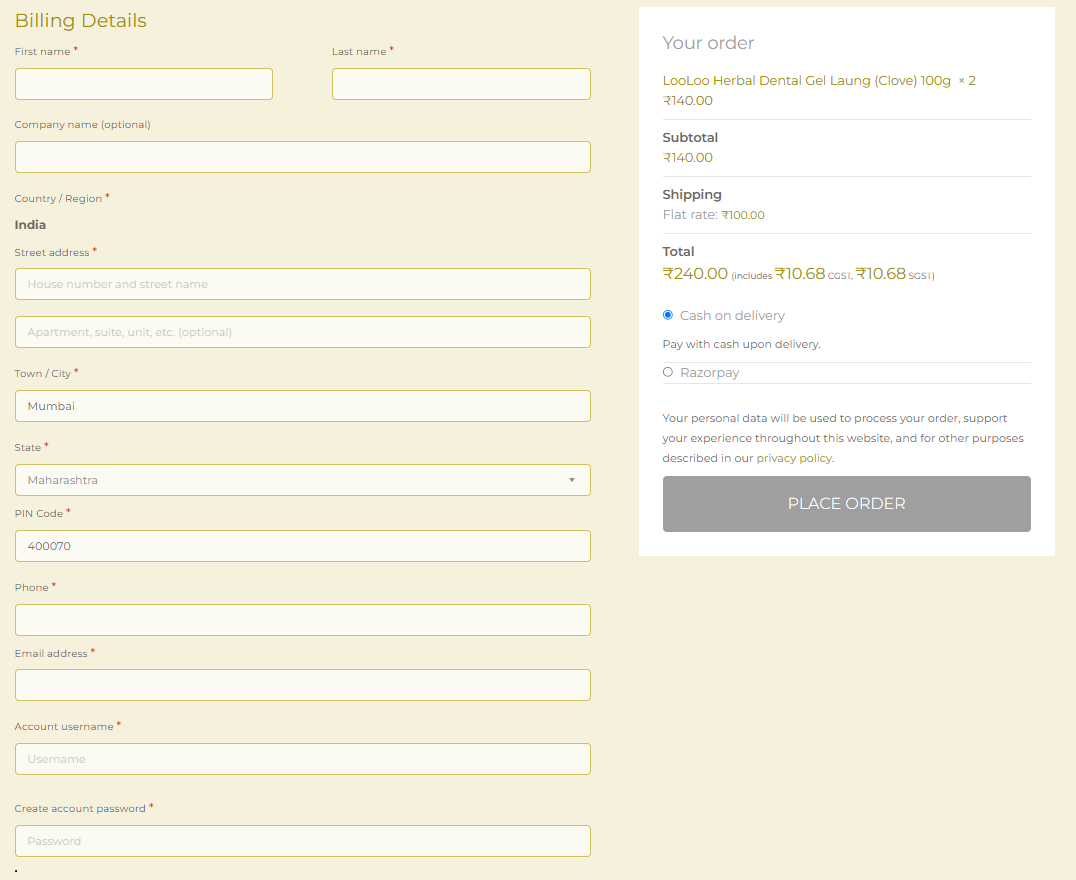 Billing Details
First name *
Last name *
Company name (optional)
Country / Region *
India
Street address *
House number and street name
Apartment, suite, unit, etc. (optional)
Town / City *
Mumbai
State *
Maharashtra
PIN Code *
400070
Phone *
Email address *
Account username *
Username
Create account password *
Password
Your order
LooLoo Herbal Dental Gel Laung (Clove) 100g × 2
₹140.00
Subtotal
₹140.00
Shipping
Flat rate: ₹100.00
Total
₹240.00 (includes ₹10.68 CGST, ₹10.68 SGST)
Cash on delivery
Pay with cash upon delivery.
Razorpay
Your personal data will be used to process your order, support
your experience throughout this website, and for other purposes
described in our privacy policy.
PLACE ORDER